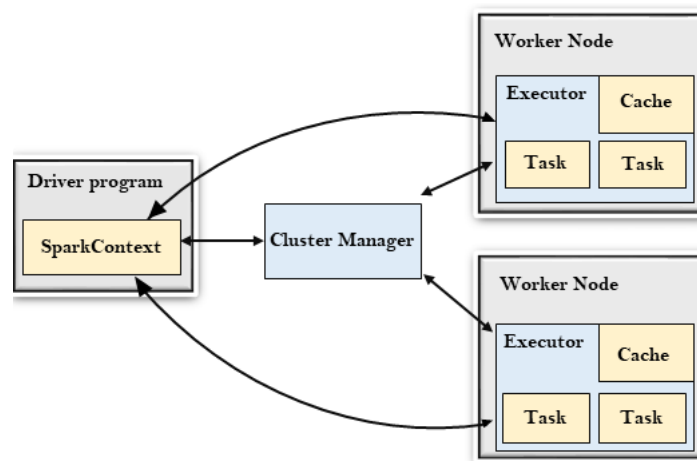 Driver program
SparkContext
Cluster Manager
Worker Node
Executor
Cache
Task
Task
Worker Node
Executor
Cache
Task
Task